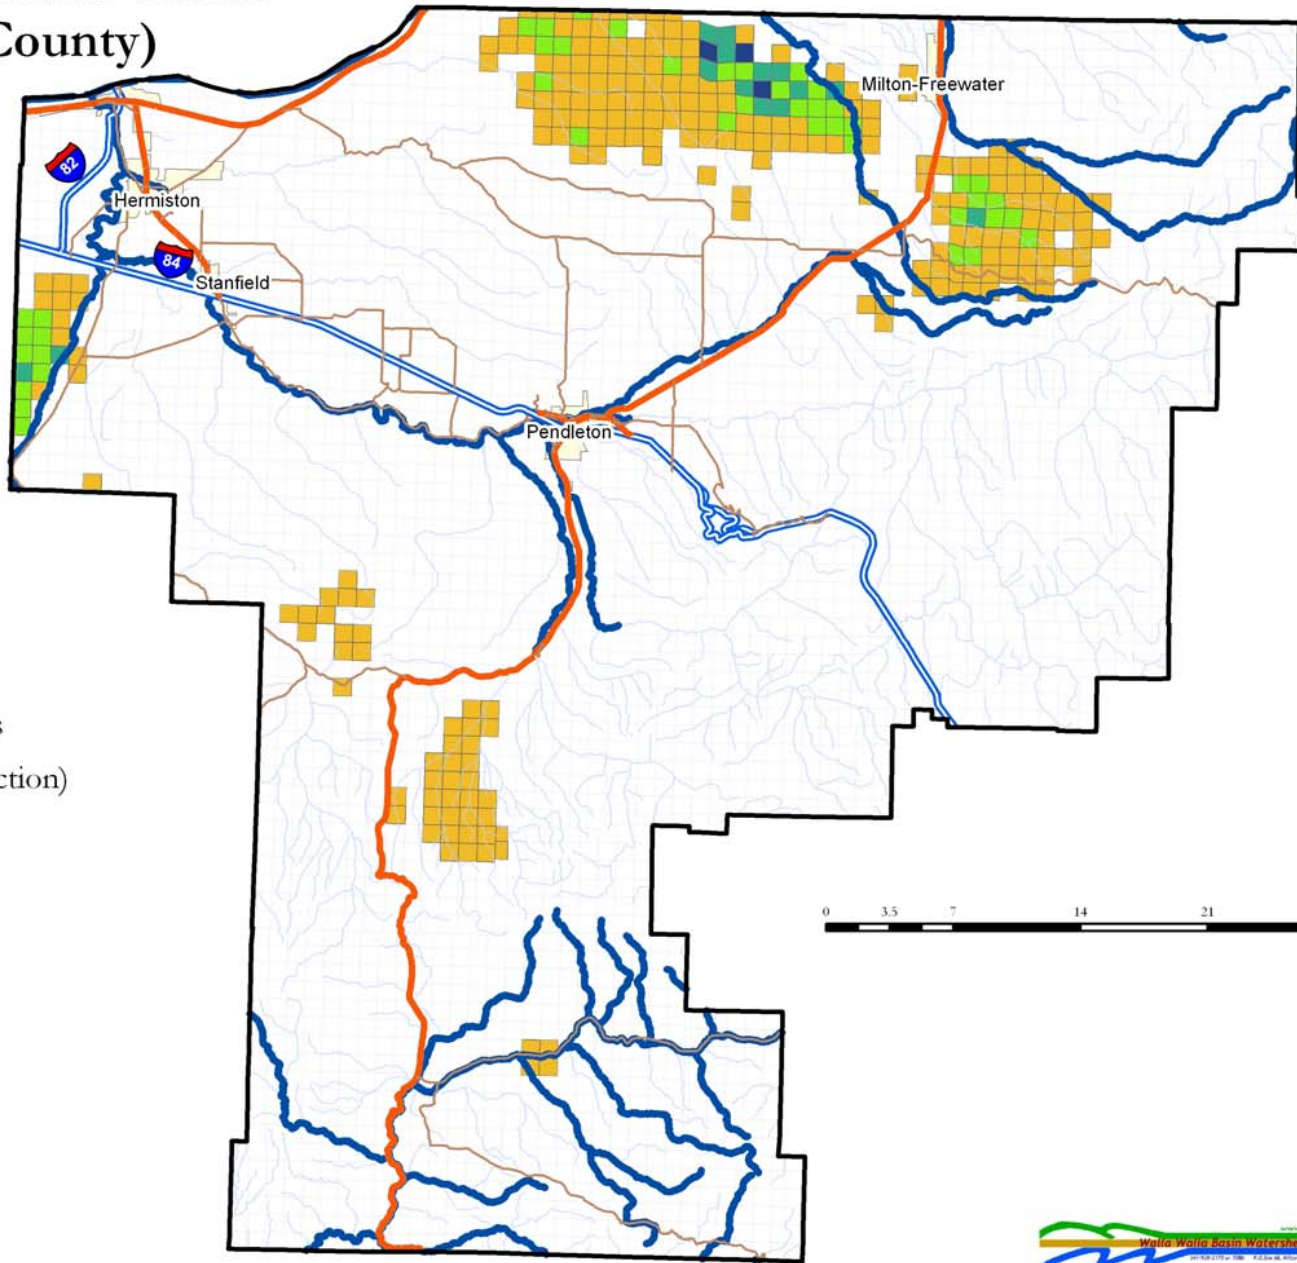 County)
Milton-Freewater
82
Hermiston
84
Stanfield
Pendleton
ction)
0 3.5 7 14 21
Walla Walla Basin Watershe